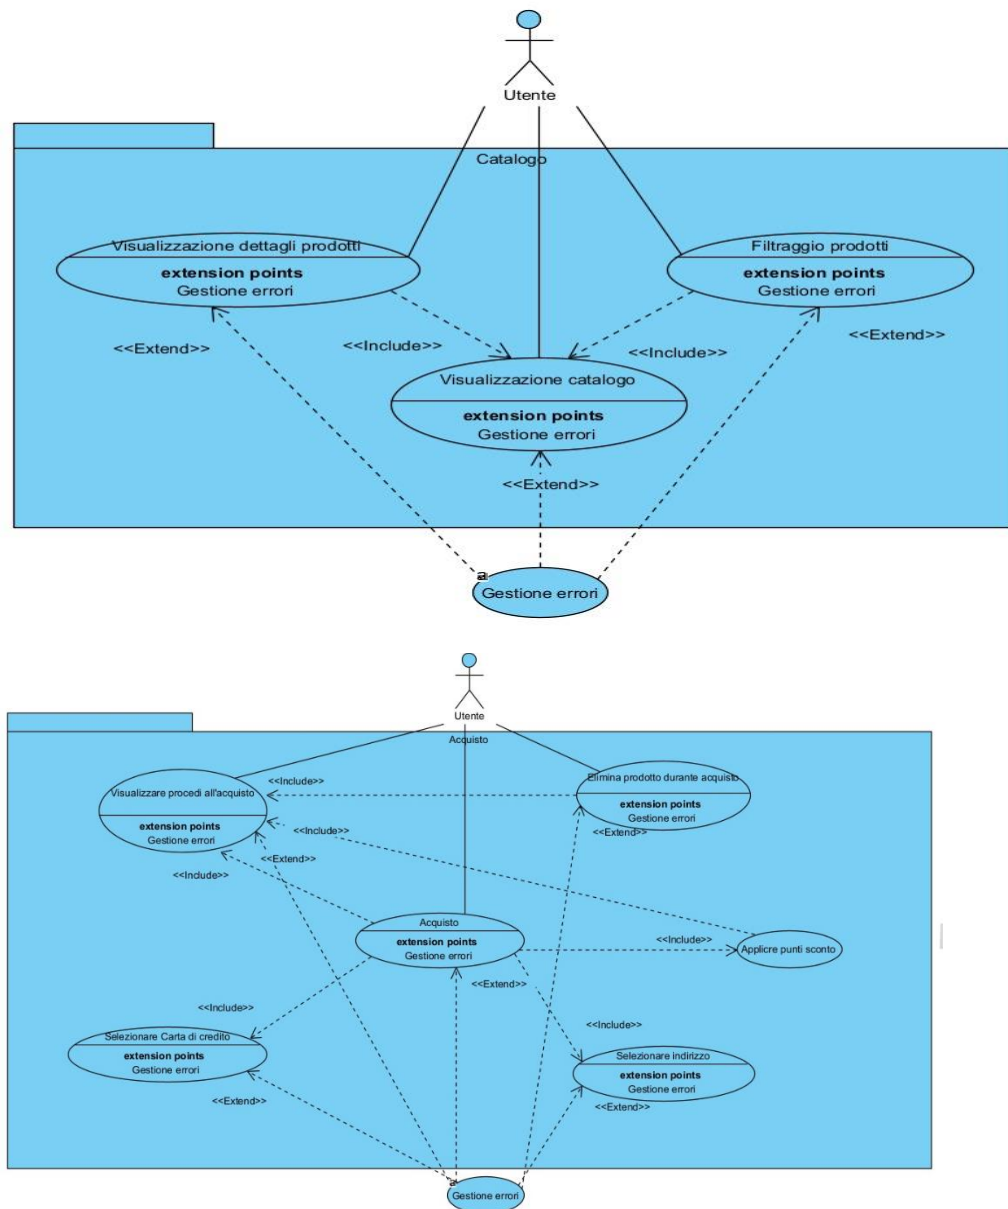 Utente
Catalogo
Visualizzazione dettagli prodotti
extension points
Gestione errori
Filtraggio prodotti
extension points
Gestione errori
<<Extend>>
<<Include>>
<<Include>>
<<Extend>>
Visualizzazione catalogo
extension points
Gestione errori
<<Extend>>
Gestione errori
Utente
Acquisto
Visualizzare procedi all'acquisto
extension points
Gestione errori
<<Include>>
Elimina prodotto durante acquisto
extension points
Gestione errori
<<Extend>>
<<Include>>
<<Extend>>
<<Include>>
Acquisto
extension points
Gestione errori
<<Include>>
Applicre punti sconto
<<Extend>>
<<Include>>
<<Include>>
Selezionare Carta di credito
extension points
Gestione errori
Selezionare indirizzo
extension points
Gestione errori
<<Extend>>
<<Extend>>
Gestione errori